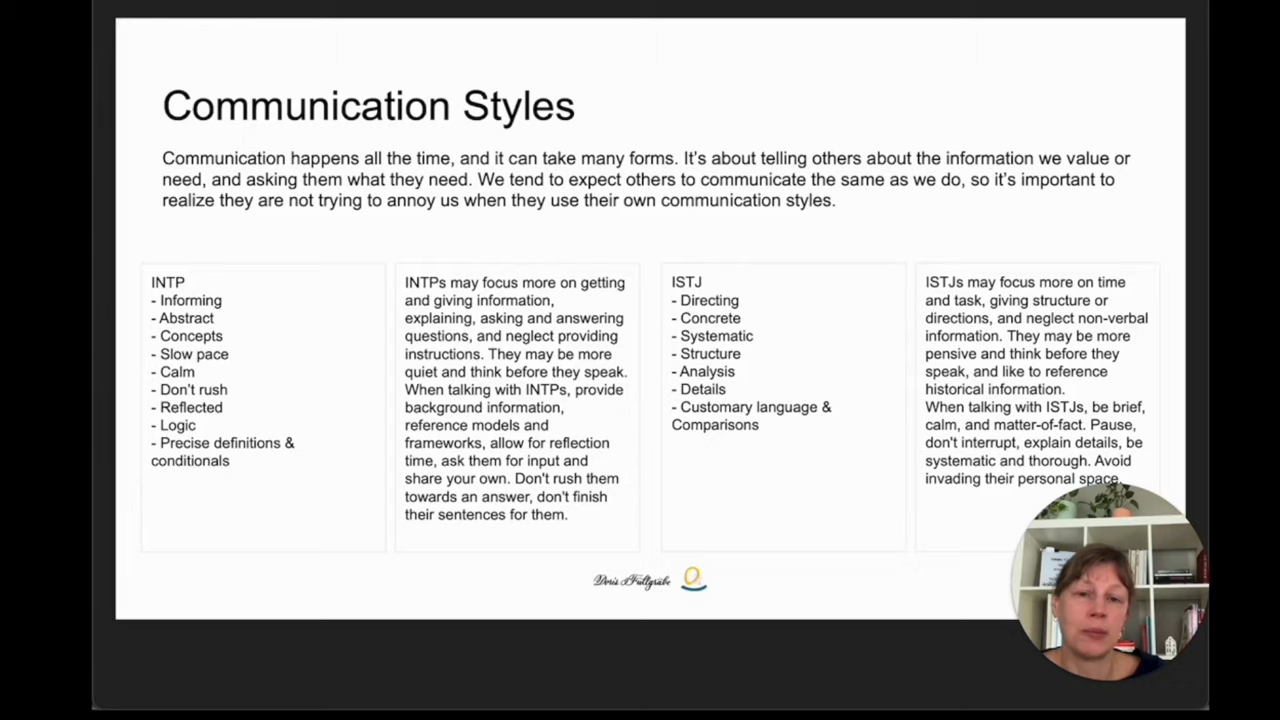 Communication Styles
Communication happens all the time, and it can take many forms. It's about telling others about the information we value or
need, and asking them what they need. We tend to expect others to communicate the same as we do, so it's important to
realize they are not trying to annoy us when they use their own communication styles.
INTP
- Informing
- Abstract
- Concepts
- Slow pace
- Calm
- Don't rush
- Reflected
- Logic
- Precise definitions &
conditionals
INTPs may focus more on getting
and giving information,
explaining, asking and answering
questions, and neglect providing
instructions. They may be more
quiet and think before they speak.
When talking with INTPs, provide
background information,
reference models and
frameworks, allow for reflection
time, ask them for input and
share your own. Don't rush them
towards an answer, don't finish
their sentences for them.
ISTJ
- Directing
- Concrete
- Systematic
- Structure
- Analysis
- Details
- Customary language &
Comparisons
ISTJs may focus more on time
and task, giving structure or
directions, and neglect non-verbal
information. They may be more
pensive and think before they
speak, and like to reference
historical information.
When talking with ISTJs, be brief,
calm, and matter-of-fact. Pause,
don't interrupt, explain details, be
systematic and thorough. Avoid
invading their personal space.
Doris Füllgrabe